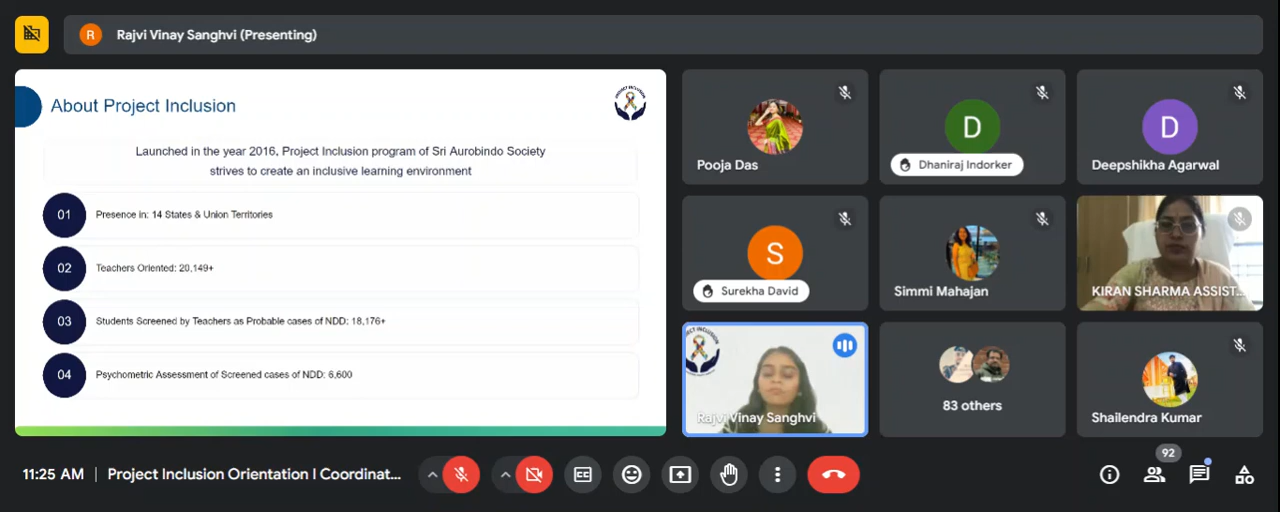 R Rajvi Vinay Sanghvi (Presenting)
About Project Inclusion
PROJECT INCLUSION
Launched in the year 2016, Project Inclusion program of Sri Aurobindo Society
strives to create an inclusive learning environment
01 Presence in: 14 States & Union Territories
02 Teachers Oriented: 20,149+
03 Students Screened by Teachers as Probable cases of NDD: 18,176+
04 Psychometric Assessment of Screened cases of NDD: 6,600
Pooja Das
D
Dhaniraj Indorker
D
Deepshikha Agarwal
S
Surekha David
Simmi Mahajan
KIRAN SHARMA ASSIST...
Rajvi Vinay Sanghvi
83 others
Shailendra Kumar
11:25 AM | Project Inclusion Orientation I Coordinat...
CC
92